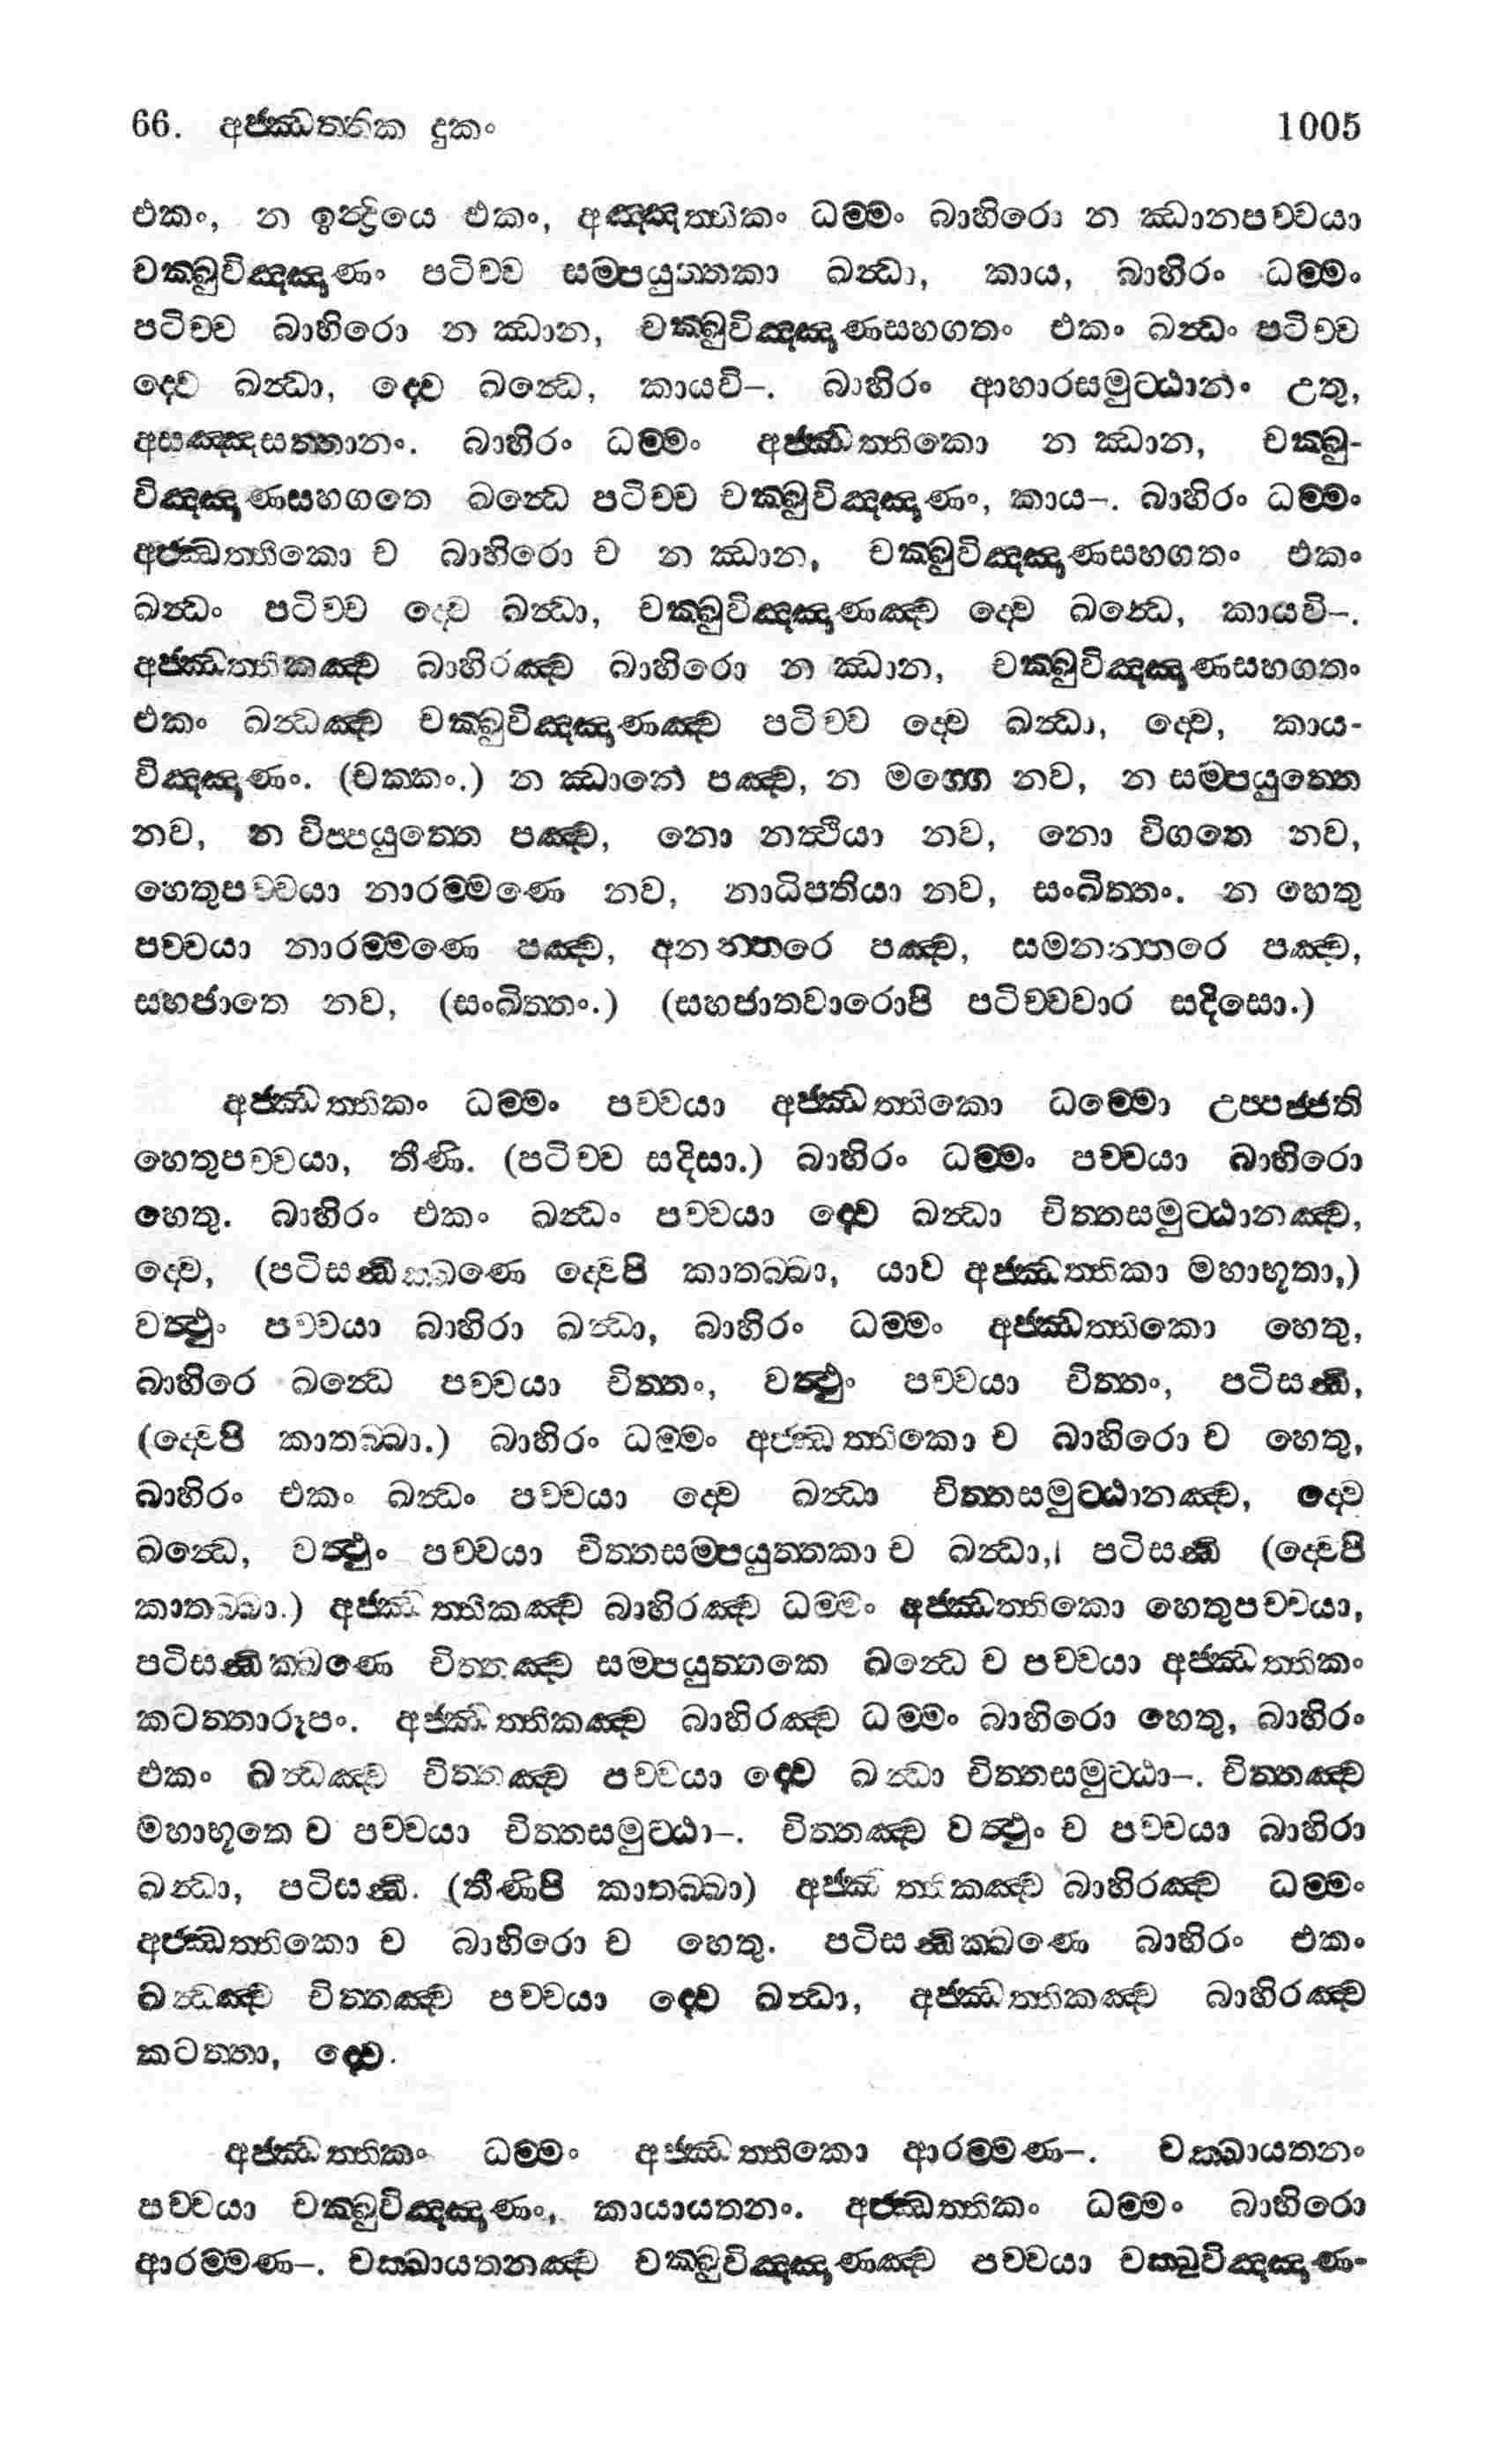 66. අජ්ඣත්තික දුකං 1005
එකං, න ඉන්ද්‍රියෙ එකං, අඤ්ඤත්තිකං ධම්මං බාහිරො න ඣානපච්චයා
චක්ඛුවිඤ්ඤාණං පටිච්ච සම්පයුත්තකා ඛන්ධා, කාය, බාහිරං ධම්මං
පටිච්ච බාහිරො න ඣාන, චක්ඛුවිඤ්ඤාණසහගතං එකං ඛන්ධං පටිච්ච
ද්වෙ ඛන්ධා, ද්වෙ ඛන්ධෙ, කායවි–. බාහිරං ආහාරසමුට්ඨානං උතු,
අසඤ්ඤසත්තානං. බාහිරං ධම්මං අජ්ඣත්තිකො න ඣාන, චක්ඛු-
විඤ්ඤාණසහගතෙ ඛන්ධෙ පටිච්ච චක්ඛුවිඤ්ඤාණං, කාය–. බාහිරං ධම්මං
අජ්ඣත්තිකො ච බාහිරො ච න ඣාන, චක්ඛුවිඤ්ඤාණසහගතං එකං
ඛන්ධං පටිච්ච ද්වෙ ඛන්ධා, චක්ඛුවිඤ්ඤාණඤ්ච ද්වෙ ඛන්ධෙ, කායවි–.
අජ්ඣත්තිකඤ්ච බාහිරඤ්ච බාහිරො න ඣාන, චක්ඛුවිඤ්ඤාණසහගතං
එකං ඛන්ධඤ්ච චක්ඛුවිඤ්ඤාණඤ්ච පටිච්ච ද්වෙ ඛන්ධා, ද්වෙ, කාය-
විඤ්ඤාණං. (චක්කං.) න ඣානෙ පඤ්ච, න මග්ගෙ නව, න සම්පයුත්තෙ
නව, න විප්පයුත්තෙ පඤ්ච, නො නත්ථියා නව, නො විගතෙ නව,
හෙතුපච්චයා නාරම්මණෙ නව, නාධිපතියා නව, සංඛිත්තං. න හෙතු
පච්චයා නාරම්මණෙ පඤ්ච, අනන්තරෙ පඤ්ච, සමනන්තරෙ පඤ්ච,
සහජාතෙ නව, (සංඛිත්තං.) (සහජාතවාරොපි පටිච්චවාර සදිසො.)
අජ්ඣත්තිකං ධම්මං පච්චයා අජ්ඣත්තිකො ධම්මො උප්පජ්ජති
හෙතුපච්චයා, තීණි. (පටිච්ච සදිසා.) බාහිරං ධම්මං පච්චයා බාහිරො
හෙතු. බාහිරං එකං ඛන්ධං පච්චයා ද්වෙ ඛන්ධා චිත්තසමුට්ඨානඤ්ච,
ද්වෙ, (පටිසන්ධික්ඛණෙ ද්වෙපි කාතබ්බා, යාව අජ්ඣත්තිකා මහාභූතා,)
වත්ථුං පච්චයා බාහිරා ඛන්ධා, බාහිරං ධම්මං අජ්ඣත්තිකො හෙතු,
බාහිරෙ ඛන්ධෙ පච්චයා චිත්තං, වත්ථුං පච්චයා චිත්තං, පටිසන්ධි,
(ද්වෙපි කාතබ්බා.) බාහිරං ධම්මං අජ්ඣත්තිකො ච බාහිරො ච හෙතු,
බාහිරං එකං ඛන්ධං පච්චයා ද්වෙ ඛන්ධා චිත්තසමුට්ඨානඤ්ච, ද්වෙ
ඛන්ධෙ, වත්ථුං පච්චයා චිත්තසම්පයුත්තකා ච ඛන්ධා, පටිසන්ධි (ද්වෙපි
කාතබ්බා.) අජ්ඣත්තිකඤ්ච බාහිරඤ්ච ධම්මං අජ්ඣත්තිකො හෙතුපච්චයා,
පටිසන්ධික්ඛණෙ චිත්තඤ්ච සම්පයුත්තකෙ ඛන්ධෙ ච පච්චයා අජ්ඣත්තිකං
කටත්තාරූපං. අජ්ඣත්තිකඤ්ච බාහිරඤ්ච ධම්මං බාහිරො හෙතු, බාහිරං
එකං ඛන්ධඤ්ච චිත්තඤ්ච පච්චයා ද්වෙ ඛන්ධා චිත්තසමුට්ඨා–. චිත්තඤ්ච
මහාභූතෙ ච පච්චයා චිත්තසමුට්ඨා–. චිත්තඤ්ච වත්ථුං ච පච්චයා බාහිරා
ඛන්ධා, පටිසන්ධි. (තීණිපි කාතබ්බා) අජ්ඣත්තිකඤ්ච බාහිරඤ්ච ධම්මං
අජ්ඣත්තිකො ච බාහිරො ච හෙතු. පටිසන්ධික්ඛණෙ බාහිරං එකං
ඛන්ධඤ්ච චිත්තඤ්ච පච්චයා ද්වෙ ඛන්ධා, අජ්ඣත්තිකඤ්ච බාහිරඤ්ච
කටත්තා, ද්වෙ.
අජ්ඣත්තිකං ධම්මං අජ්ඣත්තිකො ආරම්මණ–. චක්ඛායතනං
පච්චයා චක්ඛුවිඤ්ඤාණං, කායායතනං. අජ්ඣත්තිකං ධම්මං බාහිරො
ආරම්මණ–. චක්ඛායතනඤ්ච චක්ඛුවිඤ්ඤාණඤ්ච පච්චයා චක්ඛුවිඤ්ඤාණ-